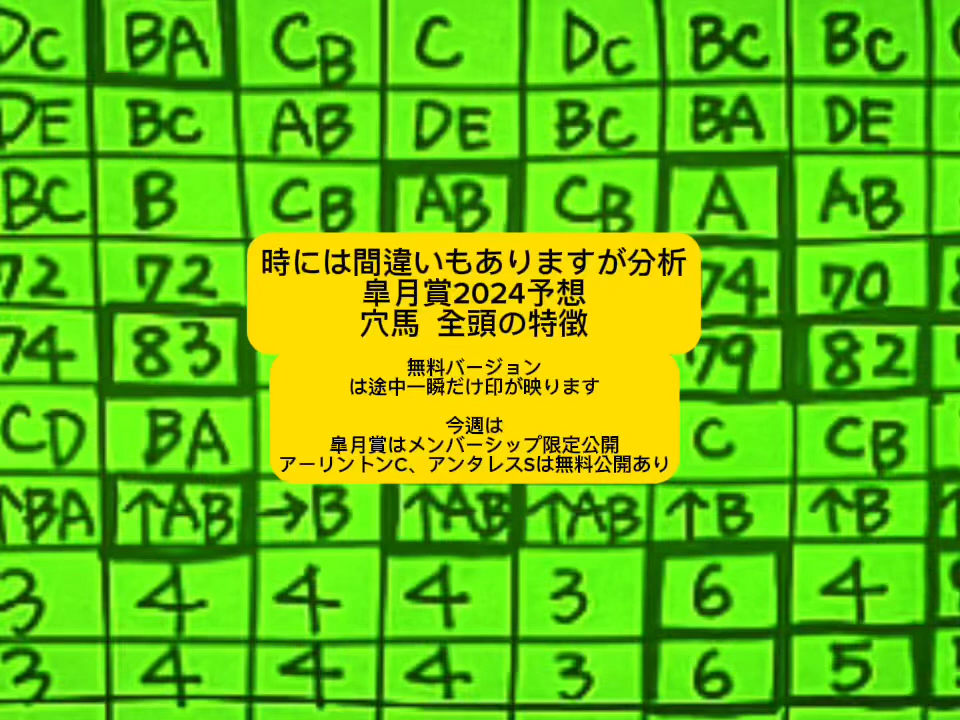 DC BA CB C DC BC BC
DE BC AB DE BC BA DE
BC B CB AB CB A AB
72 72 74 70
時には間違いもありますが分析
皐月賞2024予想
穴馬 全頭の特徴
74 83 79 82
無料バージョン
は途中一瞬だけ印が映ります
今週は
皐月賞はメンバーシップ限定公開
アーリントンC、アンタレスSは無料公開あり
CD BA C CB
↑BA ↑AB →B ↑AB ↑AB ↑B ↑B
3 4 4 4 3 6 4
3 4 4 4 3 6 5